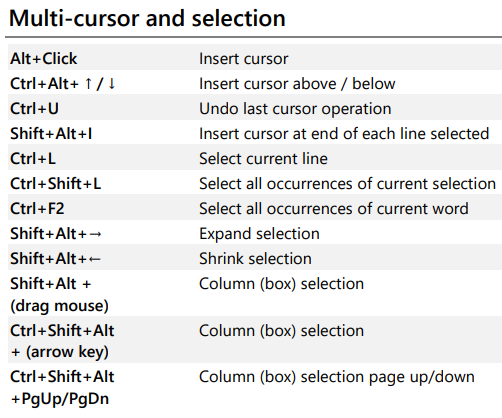 Multi-cursor and selection
Alt+Click Insert cursor
Ctrl+Alt+ ↑ / ↓ Insert cursor above / below
Ctrl+U Undo last cursor operation
Shift+Alt+I Insert cursor at end of each line selected
Ctrl+L Select current line
Ctrl+Shift+L Select all occurrences of current selection
Ctrl+F2 Select all occurrences of current word
Shift+Alt+→ Expand selection
Shift+Alt+← Shrink selection
Shift+Alt + Column (box) selection
(drag mouse)
Ctrl+Shift+Alt Column (box) selection
+ (arrow key)
Ctrl+Shift+Alt Column (box) selection page up/down
+PgUp/PgDn